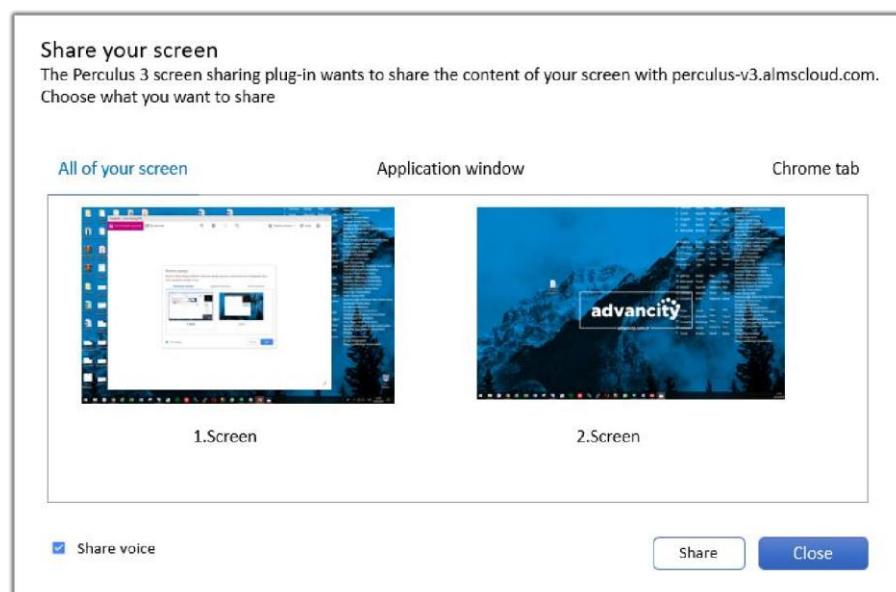 Share your screen
The Perculus 3 screen sharing plug-in wants to share the content of your screen with perculus-v3.almscloud.com.
Choose what you want to share
All of your screen Application window Chrome tab
advancity
1.Screen 2.Screen
Share voice Share Close